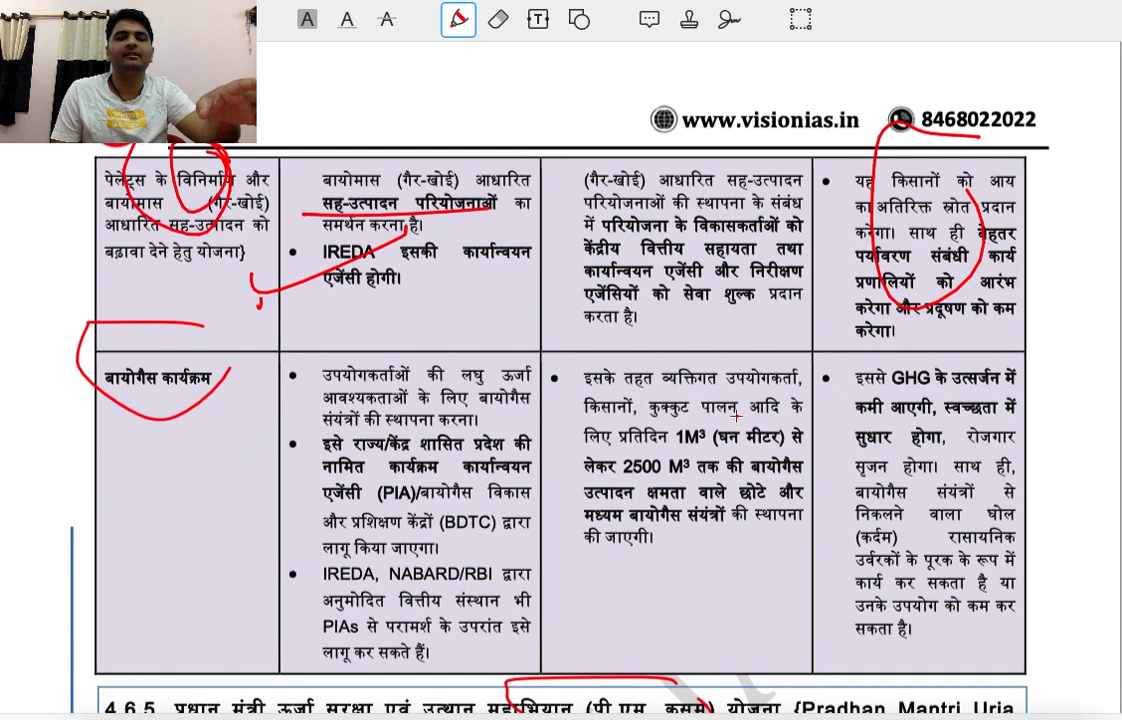 www.visionias.in 8468022022
पेलेट्स के विनिर्माण और
बायोमास (गैर-खोई)
आधारित सह-उत्पादन को
बढ़ावा देने हेतु योजना}
बायोमास (गैर-खोई) आधारित
सह-उत्पादन परियोजनाओं का
समर्थन करना है।
• IREDA इसकी कार्यान्वयन
एजेंसी होगी।
(गैर-खोई) आधारित सह-उत्पादन
परियोजनाओं की स्थापना के संबंध
में परियोजना के विकासकर्ताओं को
केंद्रीय वित्तीय सहायता तथा
कार्यान्वयन एजेंसी और निरीक्षण
एजेंसियों को सेवा शुल्क प्रदान
करता है।
• यह किसानों को आय
का अतिरिक्त स्रोत प्रदान
करेगा। साथ ही बेहतर
पर्यावरण संबंधी कार्य
प्रणालियों को आरंभ
करेगा और प्रदूषण को कम
करेगा।
बायोगैस कार्यक्रम
• उपयोगकर्ताओं की लघु ऊर्जा
आवश्यकताओं के लिए बायोगैस
संयंत्रों की स्थापना करना।
• इसे राज्य/केंद्र शासित प्रदेश की
नामित कार्यक्रम कार्यान्वयन
एजेंसी (PIA)/बायोगैस विकास
और प्रशिक्षण केंद्रों (BDTC) द्वारा
लागू किया जाएगा।
• IREDA, NABARD/RBI द्वारा
अनुमोदित वित्तीय संस्थान भी
PIAs से परामर्श के उपरांत इसे
लागू कर सकते हैं।
• इसके तहत व्यक्तिगत उपयोगकर्ता,
किसानों, कुक्कुट पालन आदि के
लिए प्रतिदिन 1M³ (घन मीटर) से
लेकर 2500 M³ तक की बायोगैस
उत्पादन क्षमता वाले छोटे और
मध्यम बायोगैस संयंत्रों की स्थापना
की जाएगी।
• इससे GHG के उत्सर्जन में
कमी आएगी, स्वच्छता में
सुधार होगा, रोजगार
सृजन होगा। साथ ही,
बायोगैस संयंत्रों से
निकलने वाला घोल
(कर्दम) रासायनिक
उर्वरकों के पूरक के रूप में
कार्य कर सकता है या
उनके उपयोग को कम कर
सकता है।
4.6.5. प्रधान मंत्री ऊर्जा सुरक्षा एवं उत्थान महाभियान (पी.एम. कुसुम) योजना {Pradhan Mantri Urja